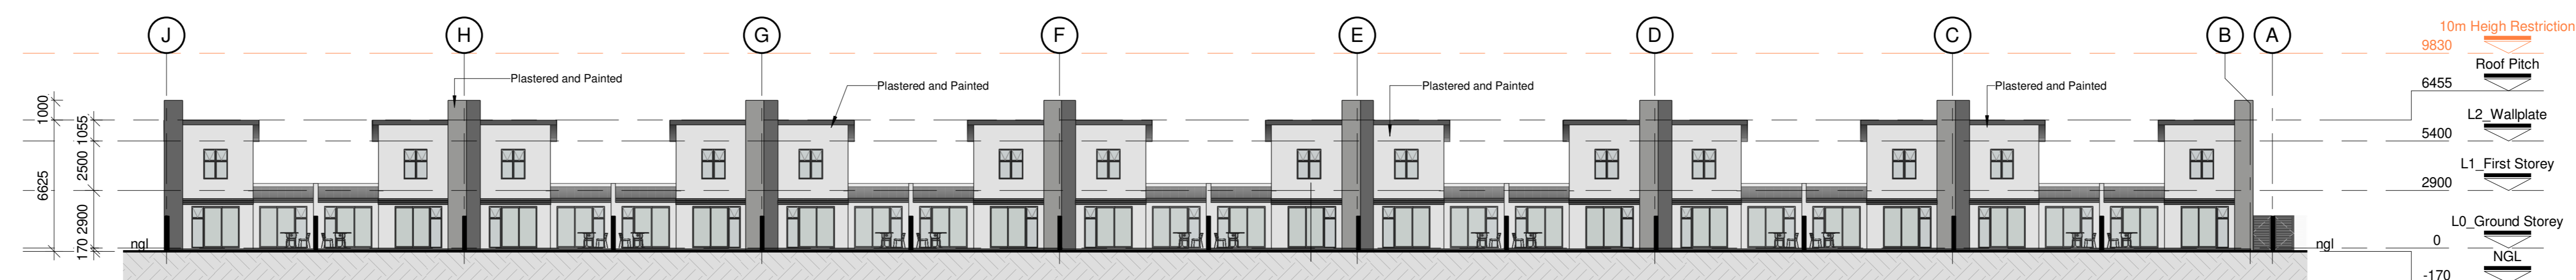 J
H
G
F
E
D
C
B
A
10m Heigh Restriction
9830
Plastered and Painted
Plastered and Painted
Plastered and Painted
Plastered and Painted
Roof Pitch
6455
L2_Wallplate
5400
L1_First Storey
2900
L0_Ground Storey
0
NGL
-170
1000
6625
1055
2500
2900
170
ngl
ngl